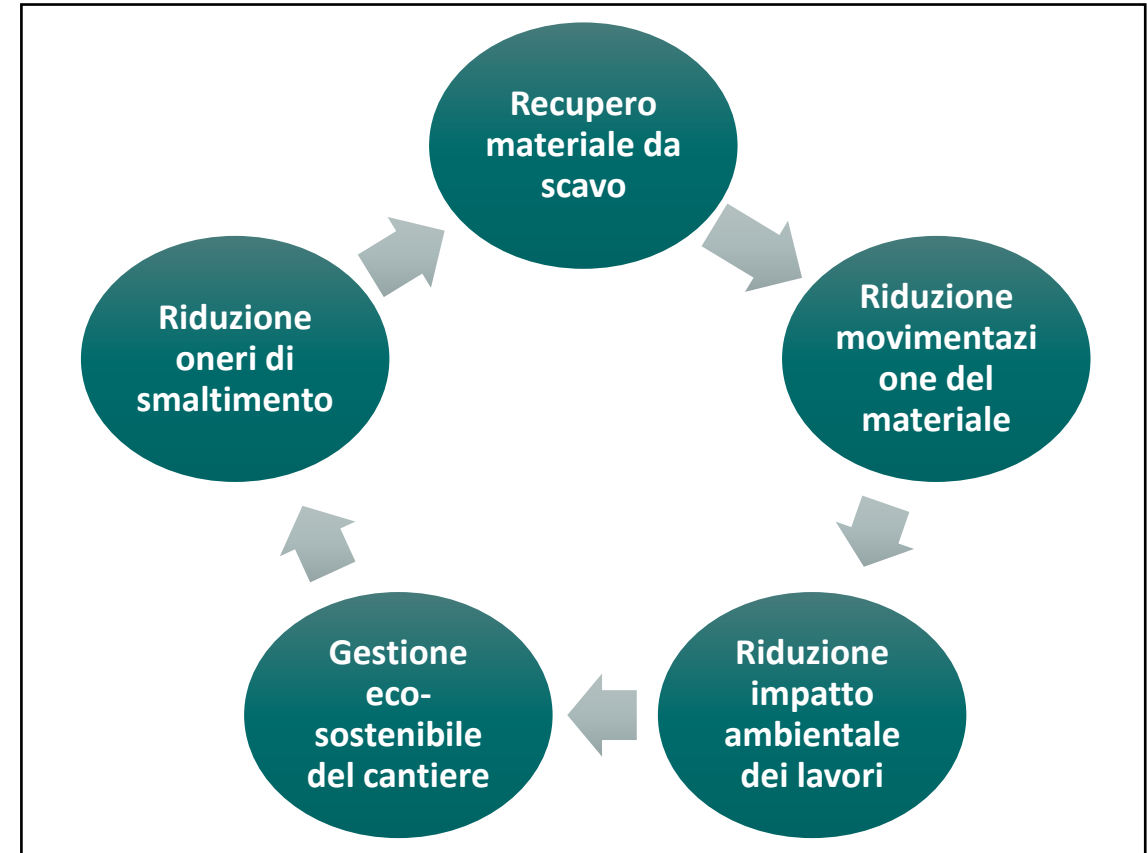 Recupero
materiale da
scavo
Riduzione
movimentazi
one del
materiale
Riduzione
impatto
ambientale
dei lavori
Gestione
eco-
sostenibile
del cantiere
Riduzione
oneri di
smaltimento